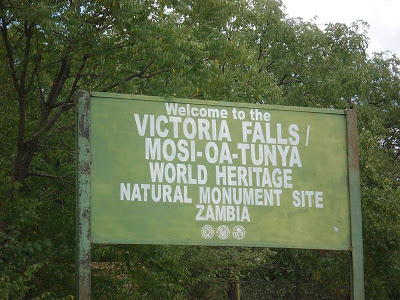 Welcome to the
VICTORIA FALLS /
MOSI-OA-TUNYA
WORLD HERITAGE
NATURAL MONUMENT SITE
ZAMBIA